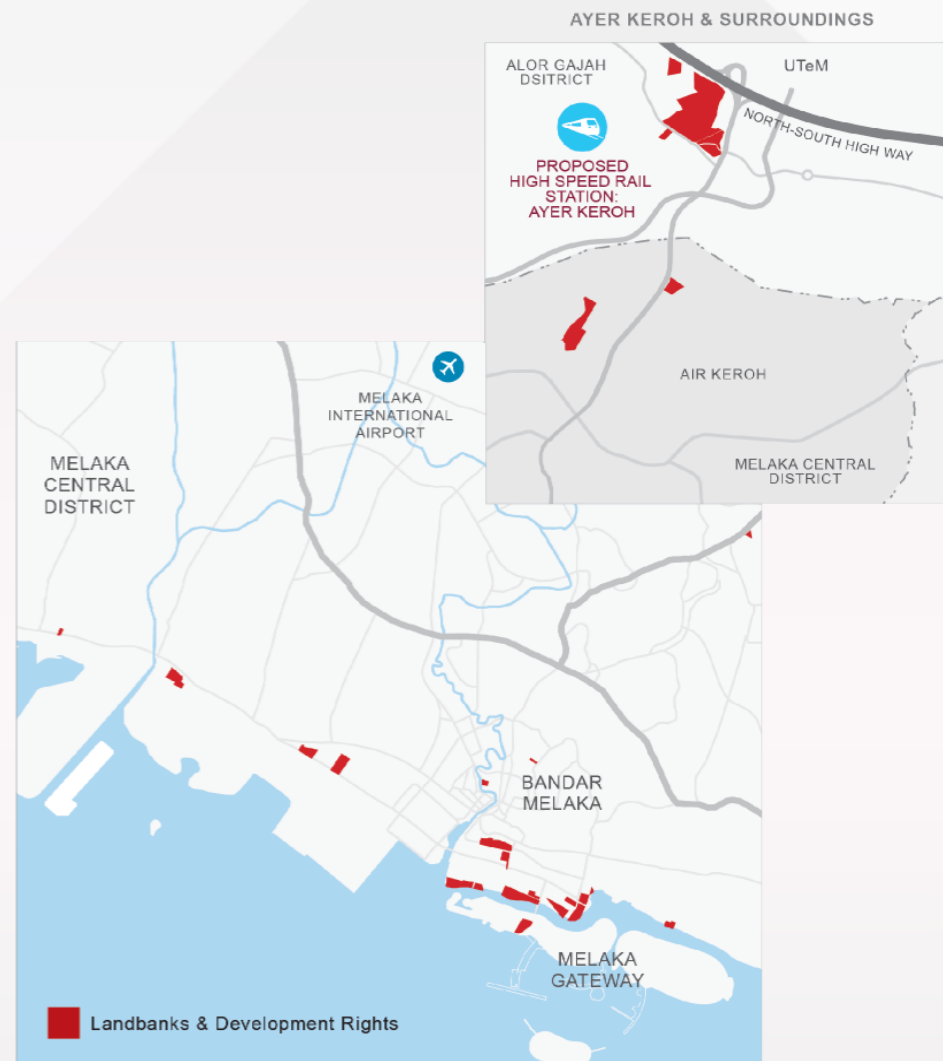 AYER KEROH & SURROUNDINGS
ALOR GAJAH
DSITRICT
UTeM
NORTH-SOUTH HIGH WAY
PROPOSED
HIGH SPEED RAIL
STATION:
AYER KEROH
AIR KEROH
MELAKA CENTRAL
DISTRICT
MELAKA
INTERNATIONAL
AIRPORT
MELAKA
CENTRAL
DISTRICT
BANDAR
MELAKA
MELAKA
GATEWAY
Landbanks & Development Rights